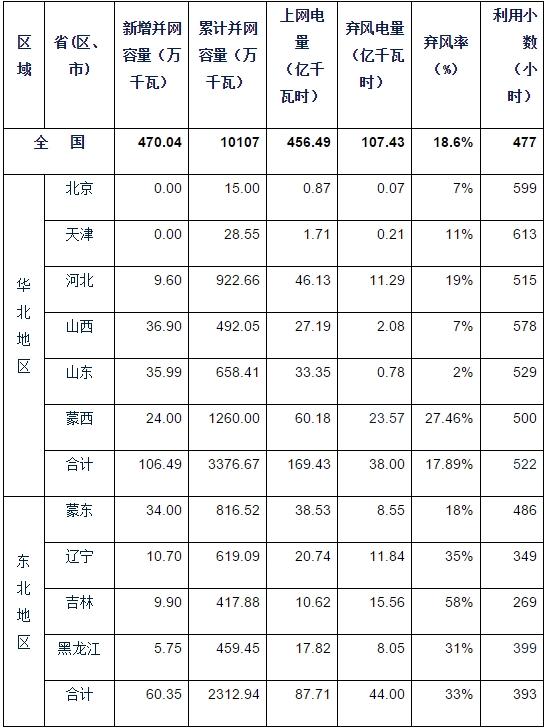 区域 省(区、市) 新增并网容量（万千瓦） 累计并网容量（万千瓦） 上网电量（亿千瓦时） 弃风电量（亿千瓦时） 弃风率（%） 利用小数（小时）
全 国 470.04 10107 456.49 107.43 18.6% 477
华北地区
北京 0.00 15.00 0.87 0.07 7% 599
天津 0.00 28.55 1.71 0.21 11% 613
河北 9.60 922.66 46.13 11.29 19% 515
山西 36.90 492.05 27.19 2.08 7% 578
山东 35.99 658.41 33.35 0.78 2% 529
蒙西 24.00 1260.00 60.18 23.57 27.46% 500
合计 106.49 3376.67 169.43 38.00 17.89% 522
东北地区
蒙东 34.00 816.52 38.53 8.55 18% 486
辽宁 10.70 619.09 20.74 11.84 35% 349
吉林 9.90 417.88 10.62 15.56 58% 269
黑龙江 5.75 459.45 17.82 8.05 31% 399
合计 60.35 2312.94 87.71 44.00 33% 393